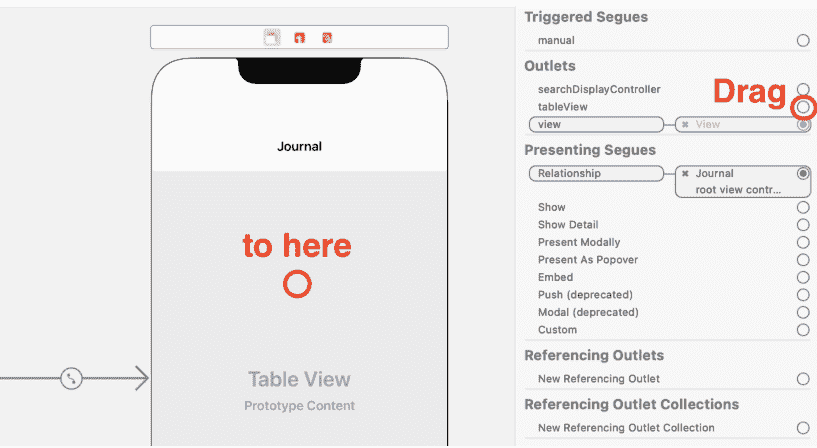 Journal
to here
Table View
Prototype Content
Triggered Segues
manual
Outlets
searchDisplayController
Drag
tableView
view
View
Presenting Segues
Relationship
Journal
root view contr...
Show
Show Detail
Present Modally
Present As Popover
Embed
Push (deprecated)
Modal (deprecated)
Custom
Referencing Outlets
New Referencing Outlet
Referencing Outlet Collections
New Referencing Outlet Collection